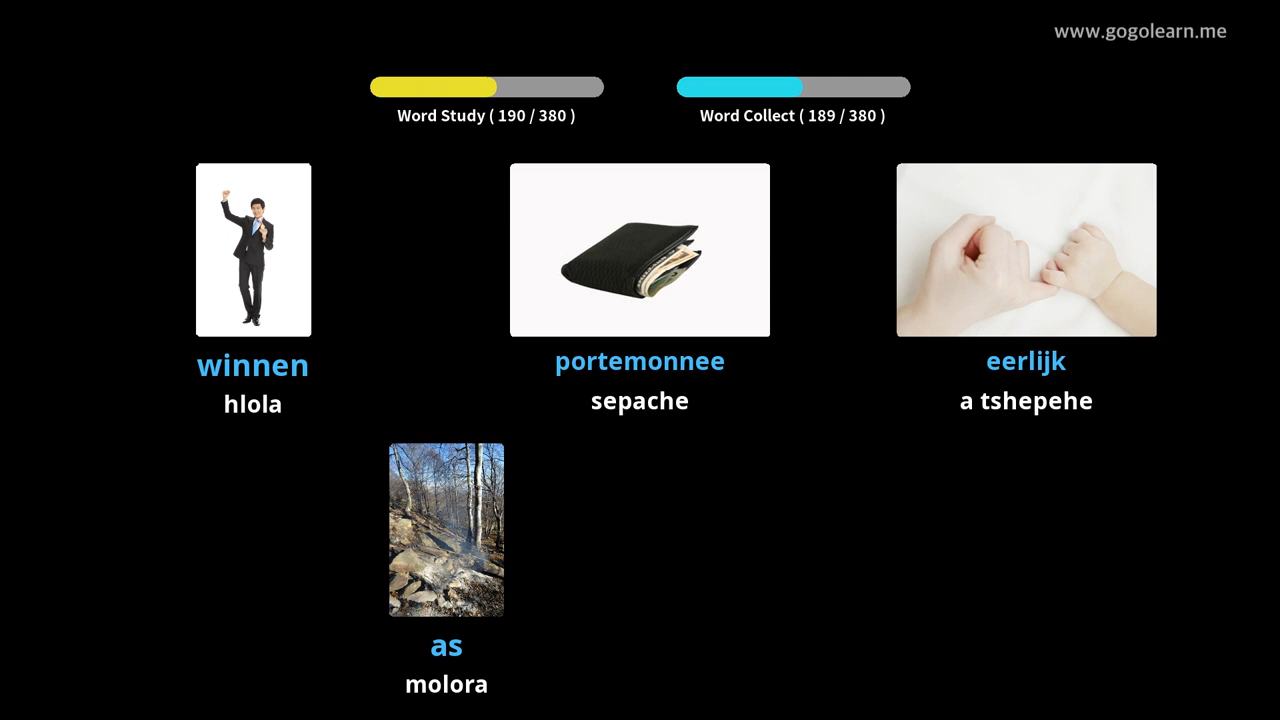 www.gogolearn.me
Word Study ( 190 / 380 )
Word Collect ( 189 / 380 )
winnen
hlola
portemonnee
sepache
eerlijk
a tshepehe
as
molora